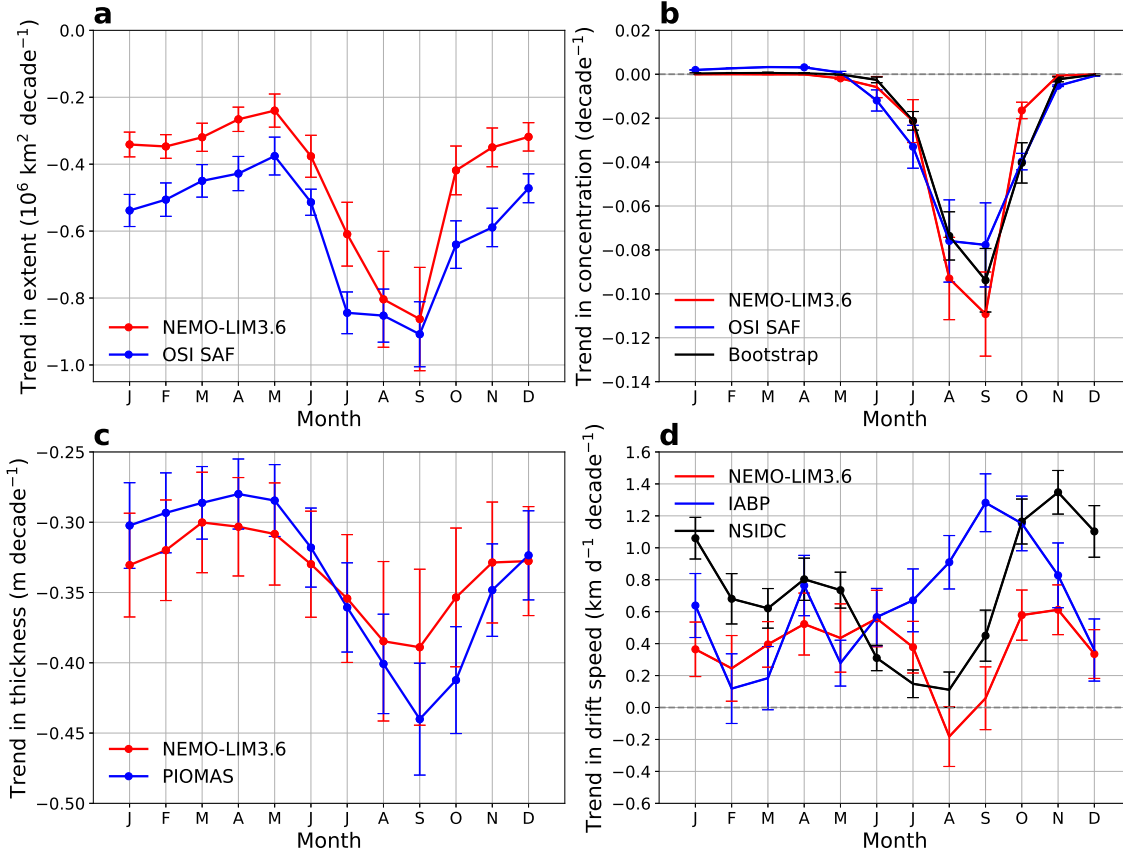 a
0.0
−0.2
−0.4
−0.6
−0.8
−1.0
Trend in extent (10⁶ km² decade⁻¹)
NEMO-LIM3.6
OSI SAF
J F M A M J J A S O N D
Month
b
0.02
0.00
−0.02
−0.04
−0.06
−0.08
−0.10
−0.12
−0.14
Trend in concentration (decade⁻¹)
NEMO-LIM3.6
OSI SAF
Bootstrap
J F M A M J J A S O N D
Month
c
−0.25
−0.30
−0.35
−0.40
−0.45
−0.50
Trend in thickness (m decade⁻¹)
NEMO-LIM3.6
PIOMAS
J F M A M J J A S O N D
Month
d
1.6
1.4
1.2
1.0
0.8
0.6
0.4
0.2
0.0
−0.2
−0.4
−0.6
Trend in drift speed (km d⁻¹ decade⁻¹)
NEMO-LIM3.6
IABP
NSIDC
J F M A M J J A S O N D
Month